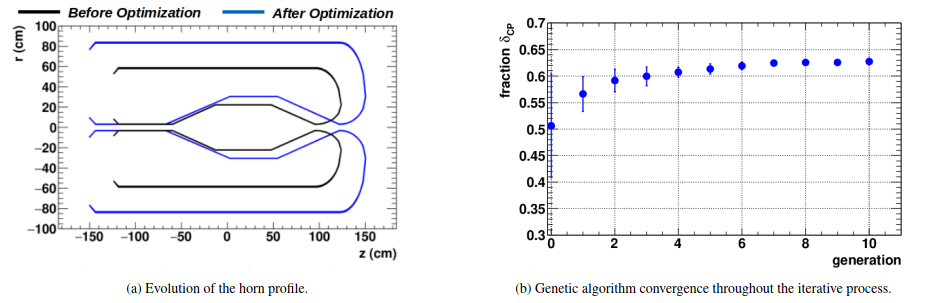 Before Optimization After Optimization
r (cm)
100
80
60
40
20
0
−20
−40
−60
−80
−100
−150 −100 −50 0 50 100 150
z (cm)
(a) Evolution of the horn profile.
fraction δCP
0.7
0.65
0.6
0.55
0.5
0.45
0.4
0.35
0.3
0 2 4 6 8 10
generation
(b) Genetic algorithm convergence throughout the iterative process.